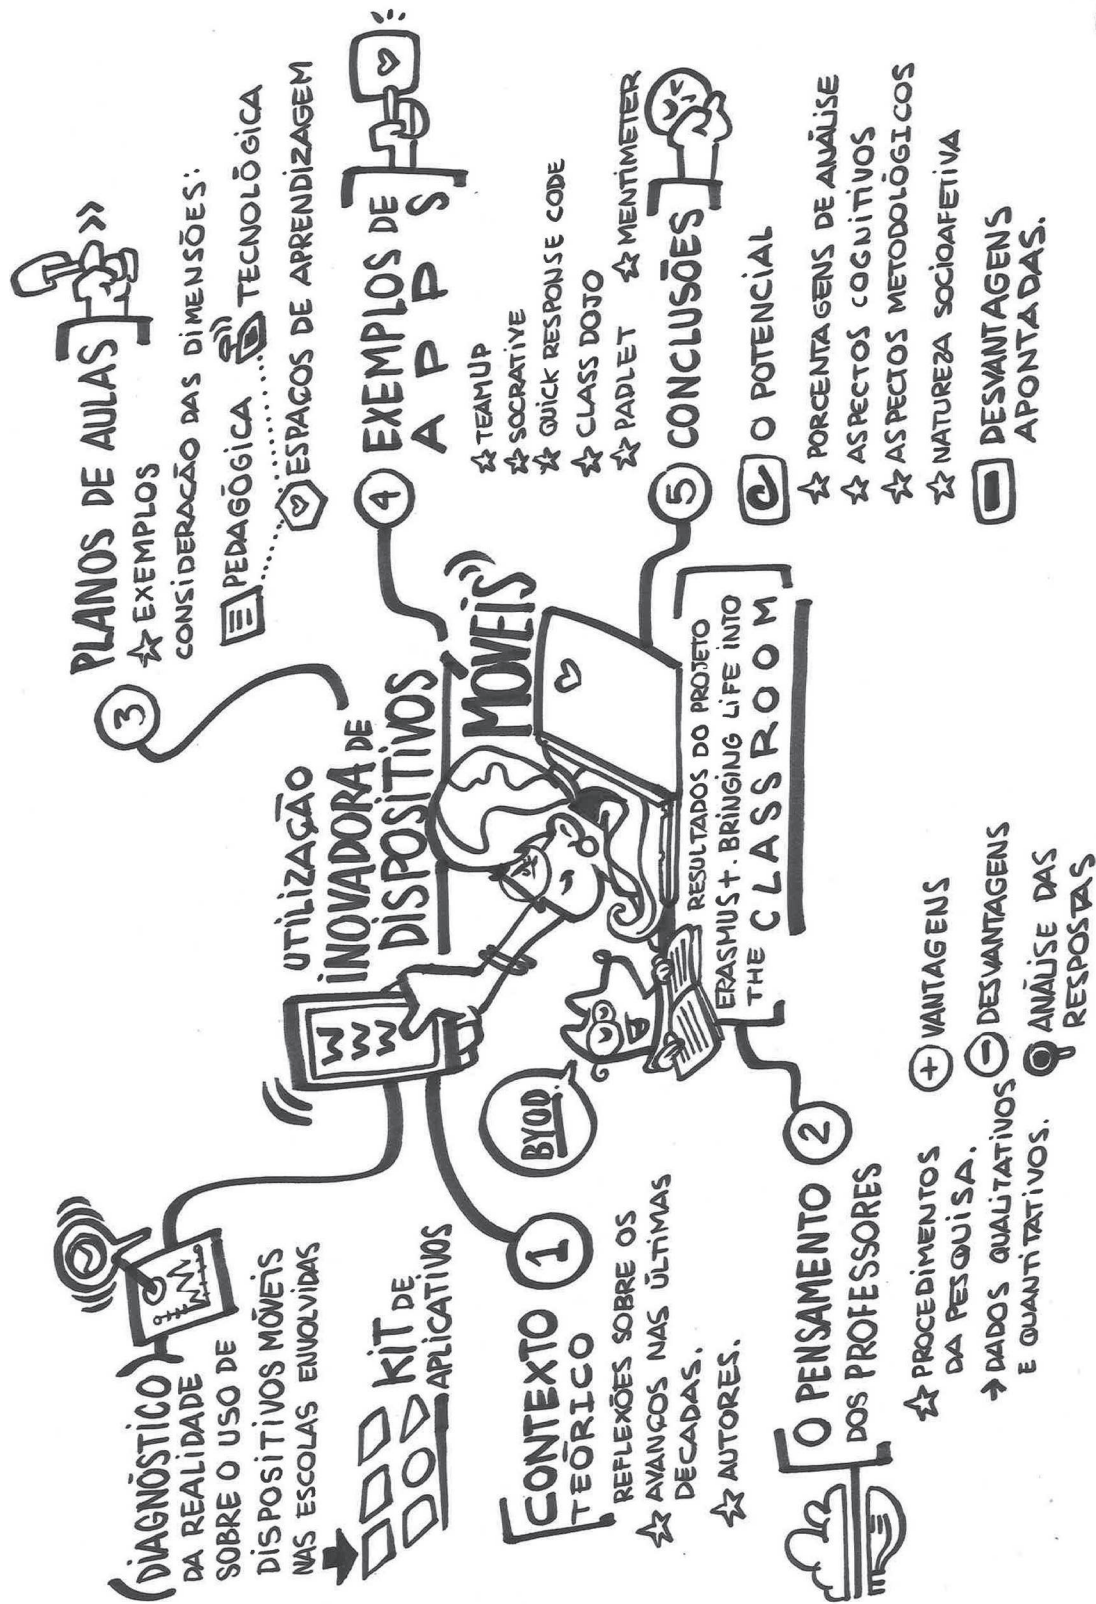 UTILIZAÇÃO
INOVADORA DE
DISPOSITIVOS
MÓVEIS
WWW
BYOD
RESULTADOS DO PROJETO
ERASMUS+. BRINGING LIFE INTO
THE CLASSROOM
(DIAGNÓSTICO)
DA REALIDADE
SOBRE O USO DE
DISPOSITIVOS MÓVEIS
NAS ESCOLAS ENVOLVIDAS
KIT DE
APLICATIVOS
1
[CONTEXTO
TEÓRICO
REFLEXÕES SOBRE OS
☆ AVANÇOS NAS ÚLTIMAS
DECADAS.
☆ AUTORES.
2
[O PENSAMENTO
DOS PROFESSORES
☆ PROCEDIMENTOS
DA PESQUISA.
→ DADOS QUALITATIVOS
E QUANTITATIVOS.
+ VANTAGENS
- DESVANTAGENS
ANÁLISE DAS
RESPOSTAS
3
PLANOS DE AULAS]
☆ EXEMPLOS
CONSIDERAÇÃO DAS DIMENSÕES:
PEDAGÓGICA
TECNOLÓGICA
ESPAÇOS DE APRENDIZAGEM
4
EXEMPLOS DE
APPS
☆ TEAMUP
☆ SOCRATIVE
☆ QUICK RESPONSE CODE
☆ CLASS DOJO
☆ PADLET ☆ MENTIMETER
5
CONCLUSÕES]
O POTENCIAL
☆ PORCENTAGENS DE ANÁLISE
☆ ASPECTOS COGNITIVOS
☆ ASPECTOS METODOLÓGICOS
☆ NATUREZA SOCIOAFETIVA
DESVANTAGENS
APONTADAS.